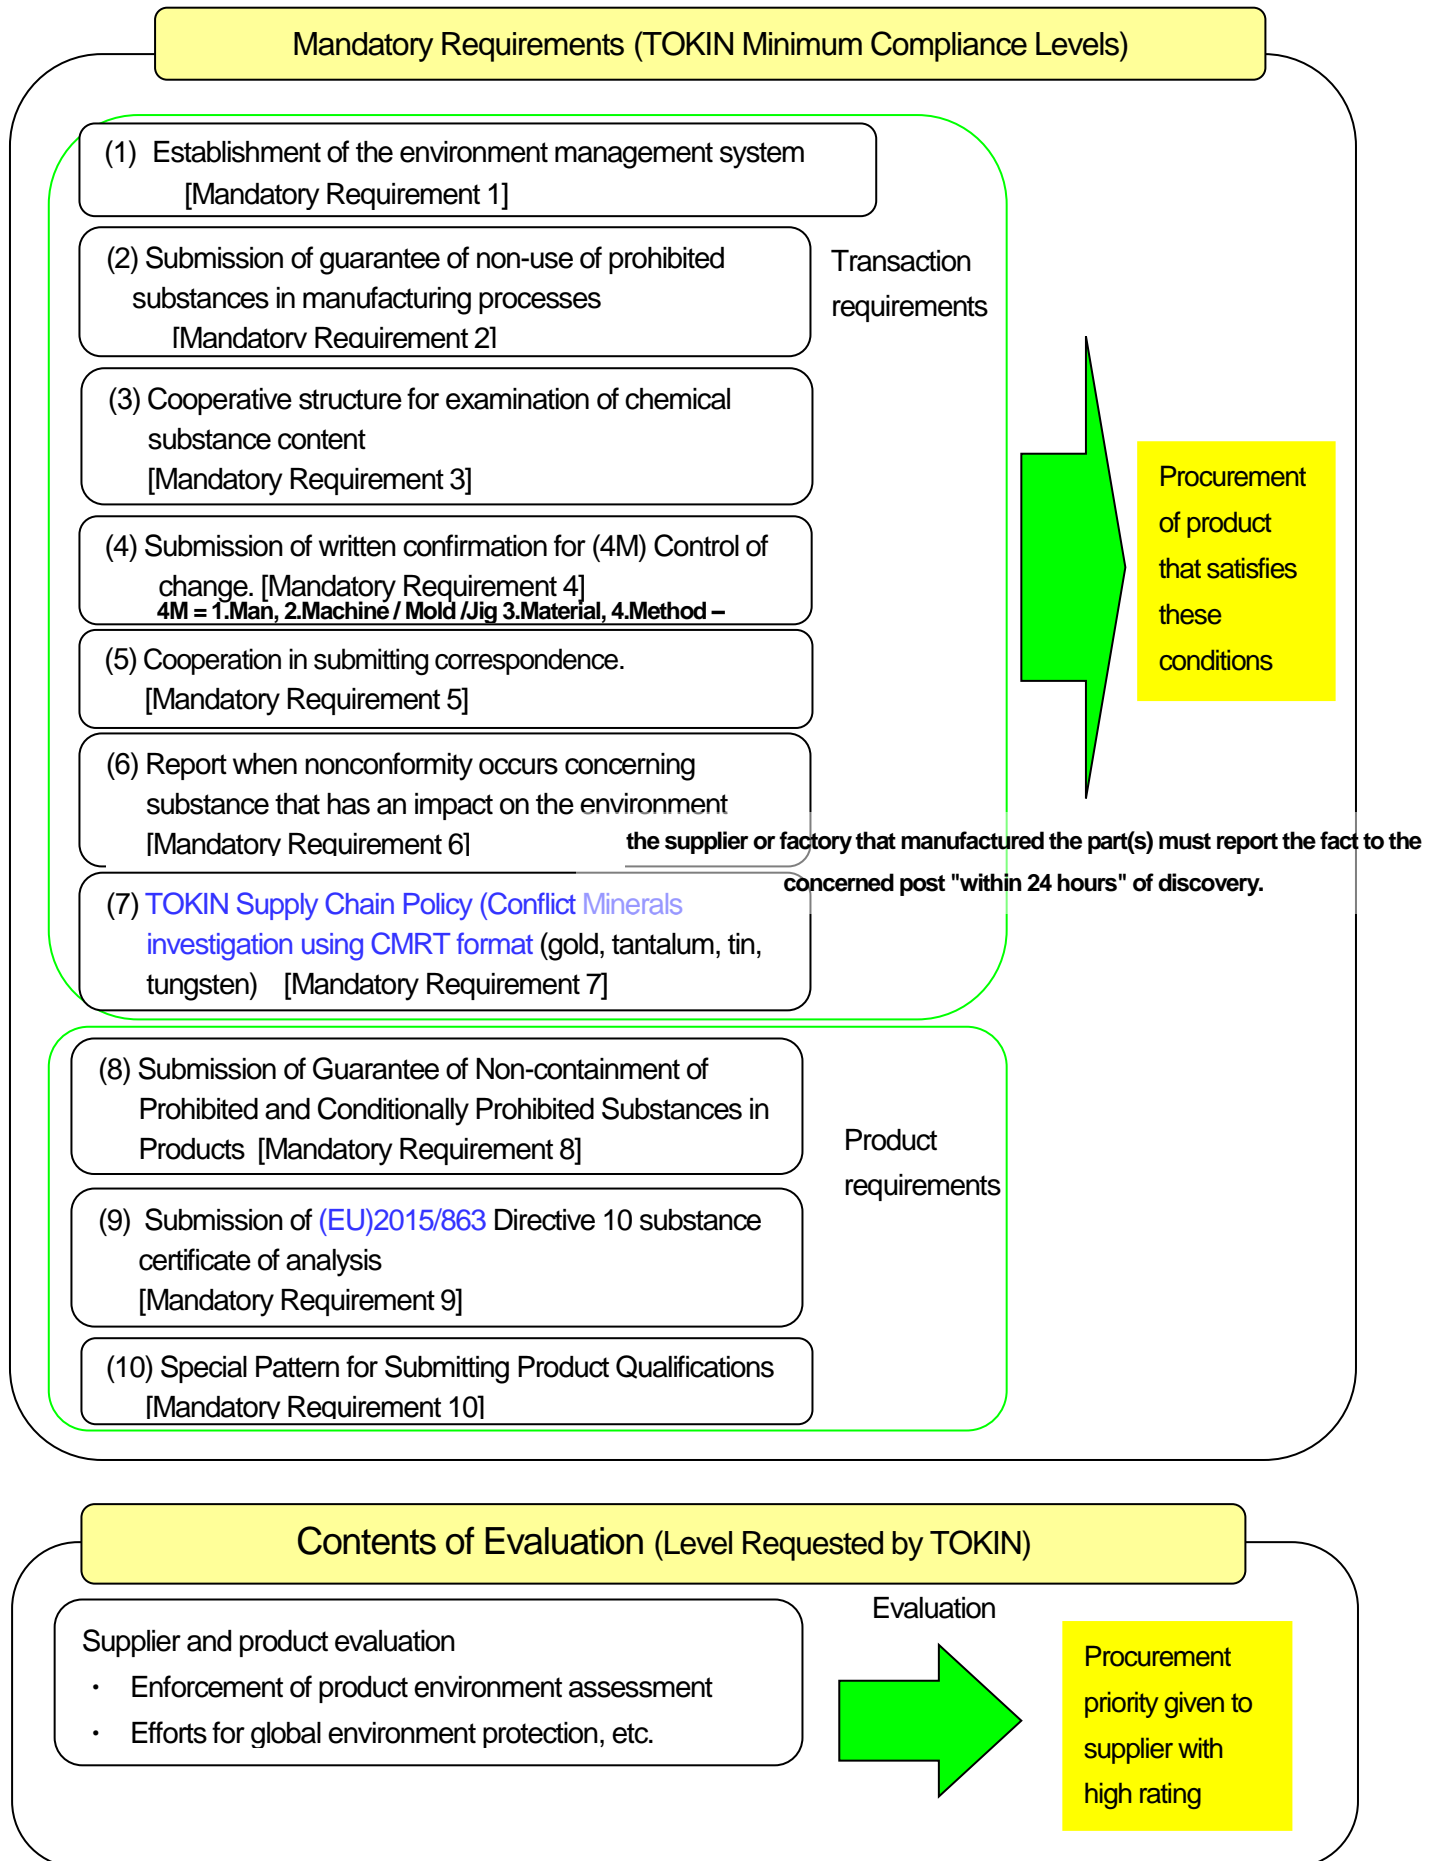 Mandatory Requirements (TOKIN Minimum Compliance Levels)
(1) Establishment of the environment management system
[Mandatory Requirement 1]
(2) Submission of guarantee of non-use of prohibited
substances in manufacturing processes
[Mandatory Requirement 2]
Transaction
requirements
(3) Cooperative structure for examination of chemical
substance content
[Mandatory Requirement 3]
(4) Submission of written confirmation for (4M) Control of
change. [Mandatory Requirement 4]
4M = 1.Man, 2.Machine / Mold /Jig 3.Material, 4.Method –
(5) Cooperation in submitting correspondence.
[Mandatory Requirement 5]
(6) Report when nonconformity occurs concerning
substance that has an impact on the environment
[Mandatory Requirement 6]
the supplier or factory that manufactured the part(s) must report the fact to the
concerned post "within 24 hours" of discovery.
(7) TOKIN Supply Chain Policy (Conflict Minerals
investigation using CMRT format (gold, tantalum, tin,
tungsten) [Mandatory Requirement 7]
Procurement
of product
that satisfies
these
conditions
(8) Submission of Guarantee of Non-containment of
Prohibited and Conditionally Prohibited Substances in
Products [Mandatory Requirement 8]
Product
requirements
(9) Submission of (EU)2015/863 Directive 10 substance
certificate of analysis
[Mandatory Requirement 9]
(10) Special Pattern for Submitting Product Qualifications
[Mandatory Requirement 10]
Contents of Evaluation (Level Requested by TOKIN)
Supplier and product evaluation
・ Enforcement of product environment assessment
・ Efforts for global environment protection, etc.
Evaluation
Procurement
priority given to
supplier with
high rating